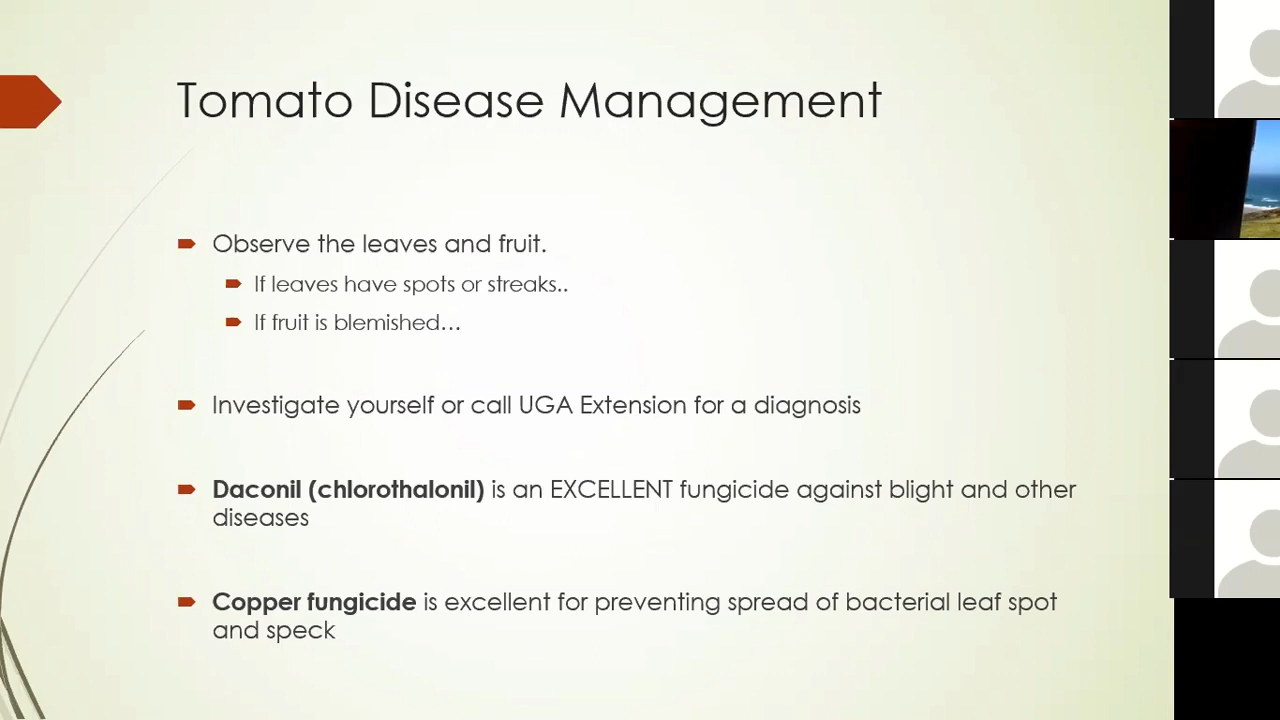 Tomato Disease Management
Observe the leaves and fruit.
If leaves have spots or streaks..
If fruit is blemished…
Investigate yourself or call UGA Extension for a diagnosis
Daconil (chlorothalonil) is an EXCELLENT fungicide against blight and other
diseases
Copper fungicide is excellent for preventing spread of bacterial leaf spot
and speck